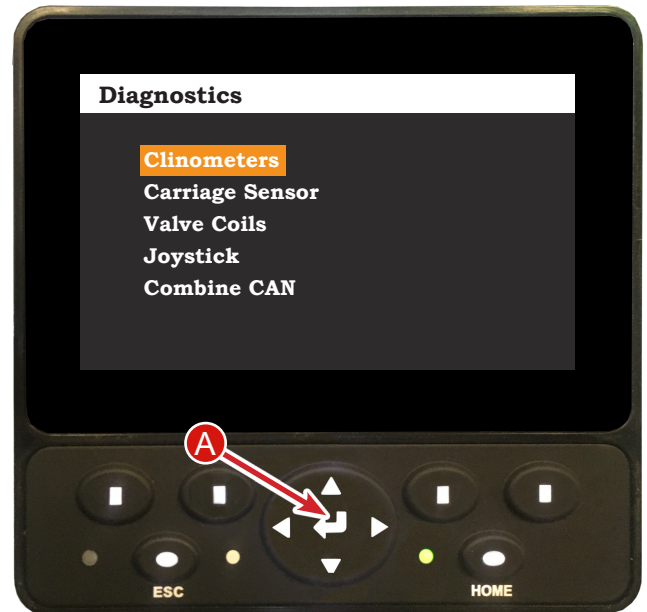 Diagnostics
Clinometers
Carriage Sensor
Valve Coils
Joystick
Combine CAN
A
ESC
HOME